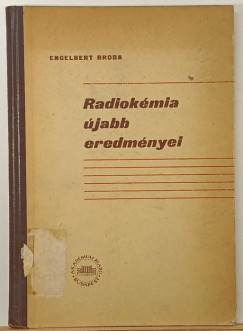 ENGELBERT BRODA
Radiokémia
újabb
eredményei